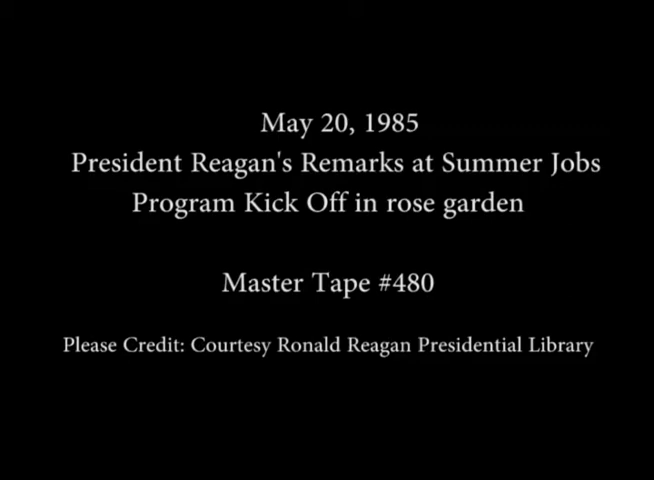 May 20, 1985
President Reagan's Remarks at Summer Jobs
Program Kick Off in rose garden
Master Tape #480
Please Credit: Courtesy Ronald Reagan Presidential Library